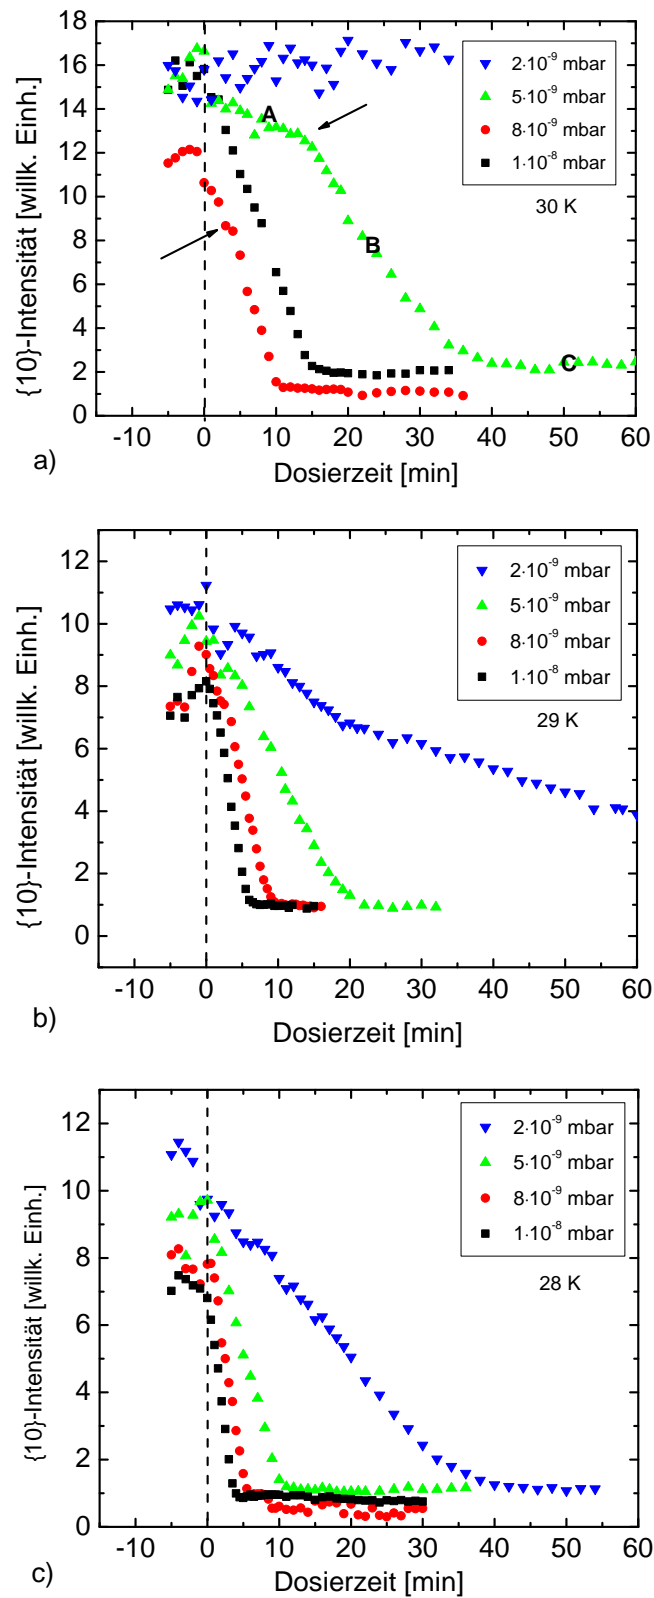 18
16
14
12
10
8
6
4
2
0
{10}-Intensität [willk. Einh.]
2·10⁻⁹ mbar
5·10⁻⁹ mbar
8·10⁻⁹ mbar
1·10⁻⁸ mbar
30 K
A
B
C
-10 0 10 20 30 40 50 60
Dosierzeit [min]
a)
12
10
8
6
4
2
0
{10}-Intensität [willk. Einh.]
2·10⁻⁹ mbar
5·10⁻⁹ mbar
8·10⁻⁹ mbar
1·10⁻⁸ mbar
29 K
-10 0 10 20 30 40 50 60
Dosierzeit [min]
b)
12
10
8
6
4
2
0
{10}-Intensität [willk. Einh.]
2·10⁻⁹ mbar
5·10⁻⁹ mbar
8·10⁻⁹ mbar
1·10⁻⁸ mbar
28 K
-10 0 10 20 30 40 50 60
Dosierzeit [min]
c)